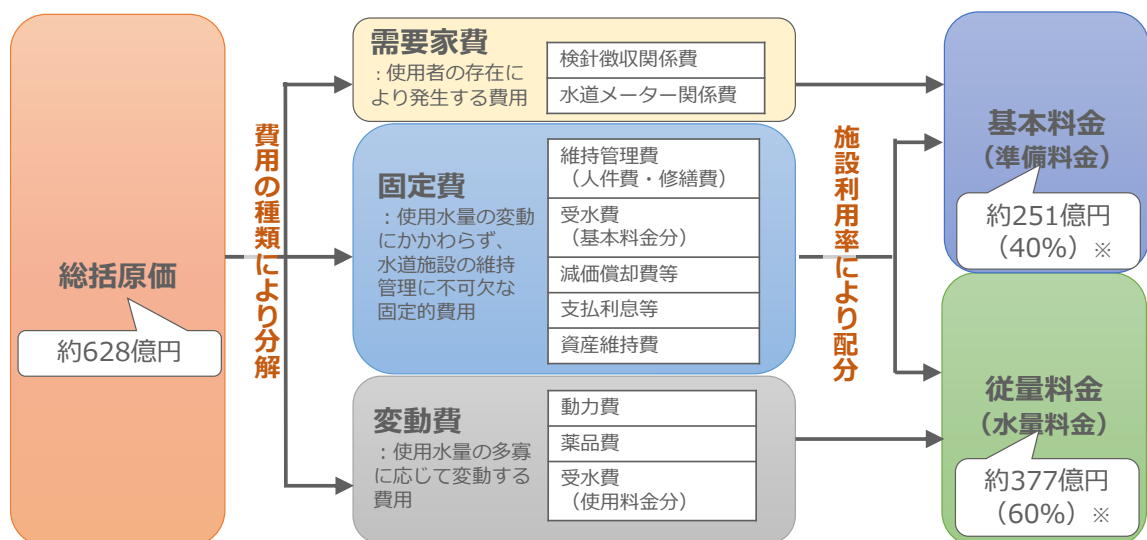 総括原価
約628億円
費用の種類により分解
需要家費
：使用者の存在に
より発生する費用
検針徴収関係費
水道メーター関係費
固定費
：使用水量の変動
にかかわらず、
水道施設の維持
管理に不可欠な
固定的費用
維持管理費
（人件費・修繕費）
受水費
（基本料金分）
減価償却費等
支払利息等
資産維持費
変動費
：使用水量の多寡
に応じて変動する
費用
動力費
薬品費
受水費
（使用料金分）
施設利用率により配分
基本料金
（準備料金）
約251億円
（40%）※
従量料金
（水量料金）
約377億円
（60%）※